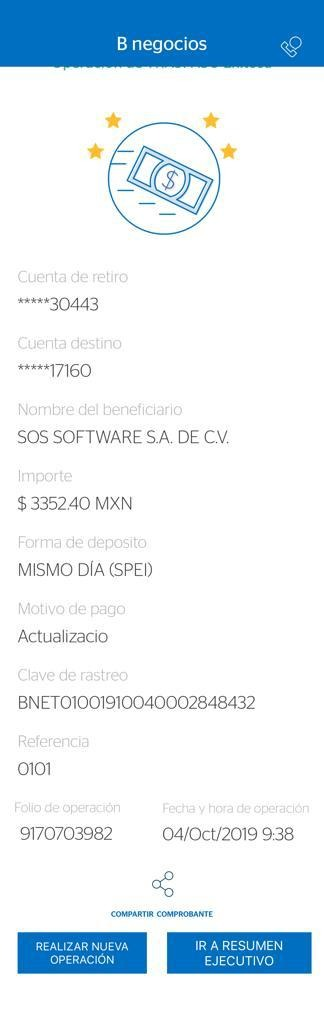 B negocios
Cuenta de retiro
*****30443
Cuenta destino
*****17160
Nombre del beneficiario
SOS SOFTWARE S.A. DE C.V.
Importe
$ 3352.40 MXN
Forma de deposito
MISMO DÍA (SPEI)
Motivo de pago
Actualizacio
Clave de rastreo
BNET01001910040002848432
Referencia
0101
Folio de operación Fecha y hora de operación
9170703982 04/Oct/2019 9:38
COMPARTIR COMPROBANTE
REALIZAR NUEVA OPERACIÓN
IR A RESUMEN EJECUTIVO